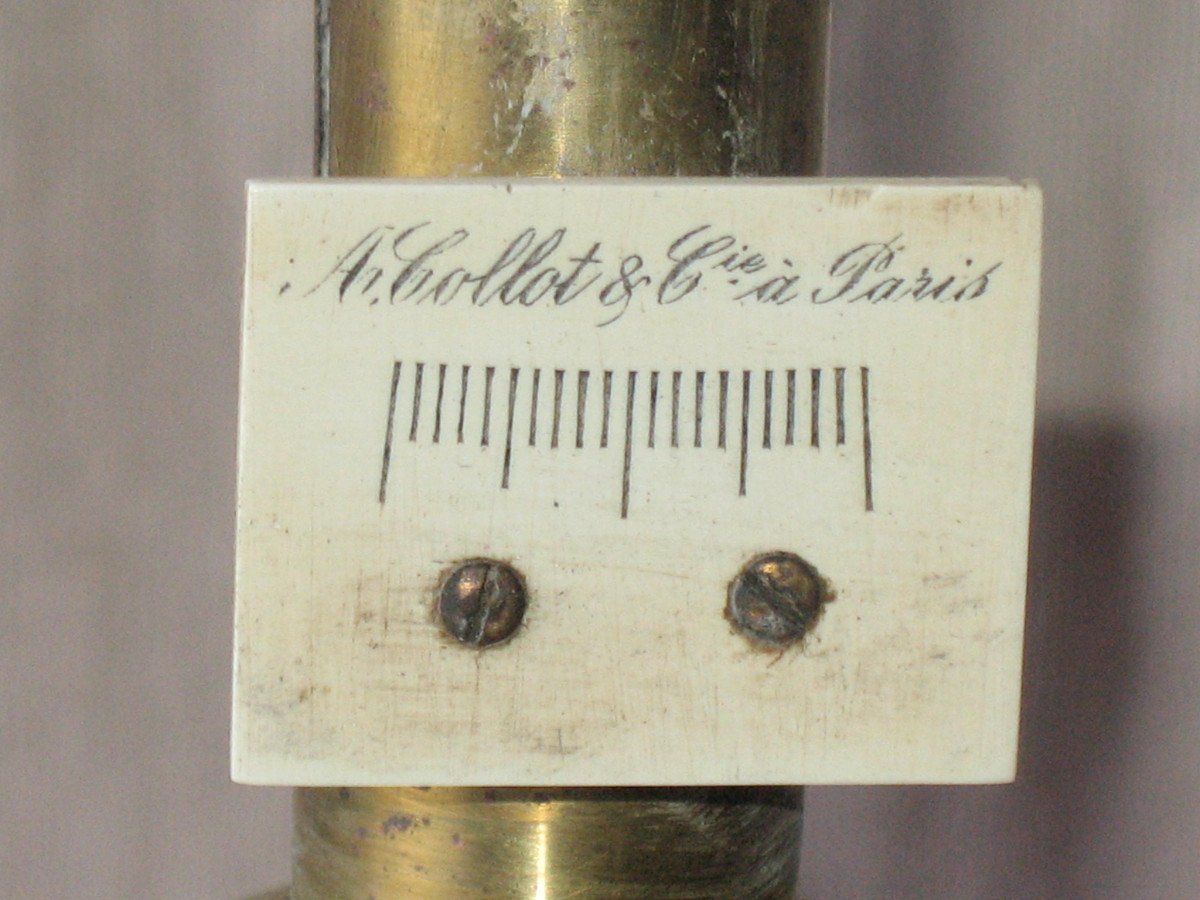 A. Collot & Cie à Paris